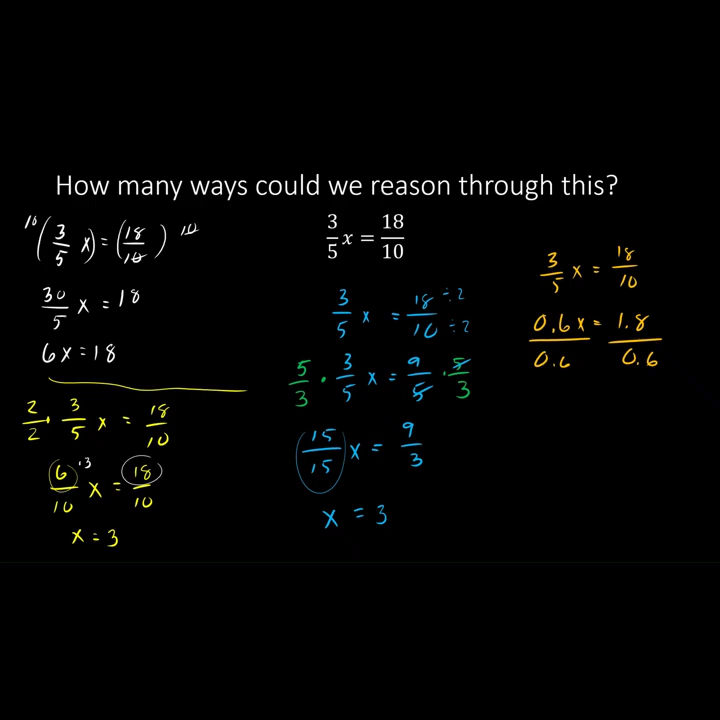 How many ways could we reason through this?
3/5 x = 18/10
10 (3/5 x) = (18/10) 10
30/5 x = 18
6x = 18
2/2 · 3/5 x = 18/10
6/10 ·3 x = 18/10
x = 3
3/5 x = 18/10 ÷2 ÷2
5/3 · 3/5 x = 9/5 · 5/3
15/15 x = 9/3
x = 3
3/5 x = 18/10
0.6x = 1.8
0.6 0.6